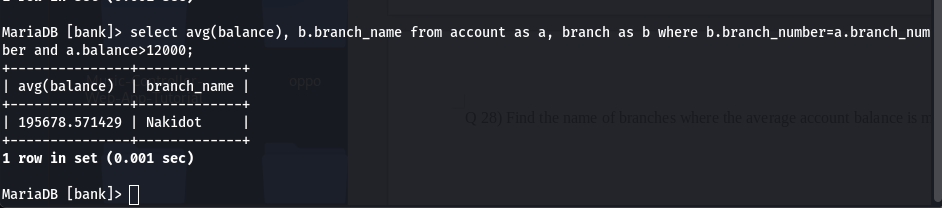 MariaDB [bank]> select avg(balance), b.branch_name from account as a, branch as b where b.branch_number=a.branch_num
ber and a.balance>12000;
+---------------+-------------+
| avg(balance)  | branch_name |
+---------------+-------------+
| 195678.571429 | Nakidot     |
+---------------+-------------+
1 row in set (0.001 sec)
MariaDB [bank]>
Q 28) Find the name of branches where the average account balance is